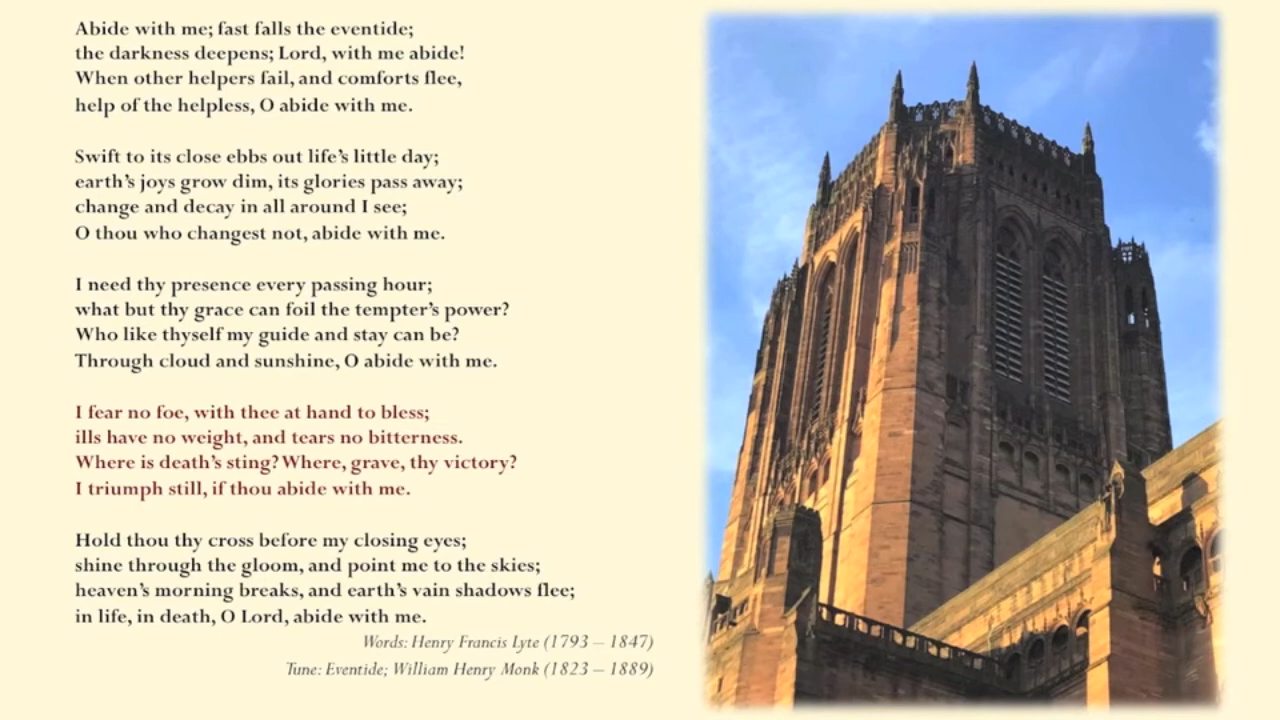 Abide with me; fast falls the eventide;
the darkness deepens; Lord, with me abide!
When other helpers fail, and comforts flee,
help of the helpless, O abide with me.
Swift to its close ebbs out life's little day;
earth's joys grow dim, its glories pass away;
change and decay in all around I see;
O thou who changest not, abide with me.
I need thy presence every passing hour;
what but thy grace can foil the tempter's power?
Who like thyself my guide and stay can be?
Through cloud and sunshine, O abide with me.
I fear no foe, with thee at hand to bless;
ills have no weight, and tears no bitterness.
Where is death's sting? Where, grave, thy victory?
I triumph still, if thou abide with me.
Hold thou thy cross before my closing eyes;
shine through the gloom, and point me to the skies;
heaven's morning breaks, and earth's vain shadows flee;
in life, in death, O Lord, abide with me.
Words: Henry Francis Lyte (1793 – 1847)
Tune: Eventide; William Henry Monk (1823 – 1889)